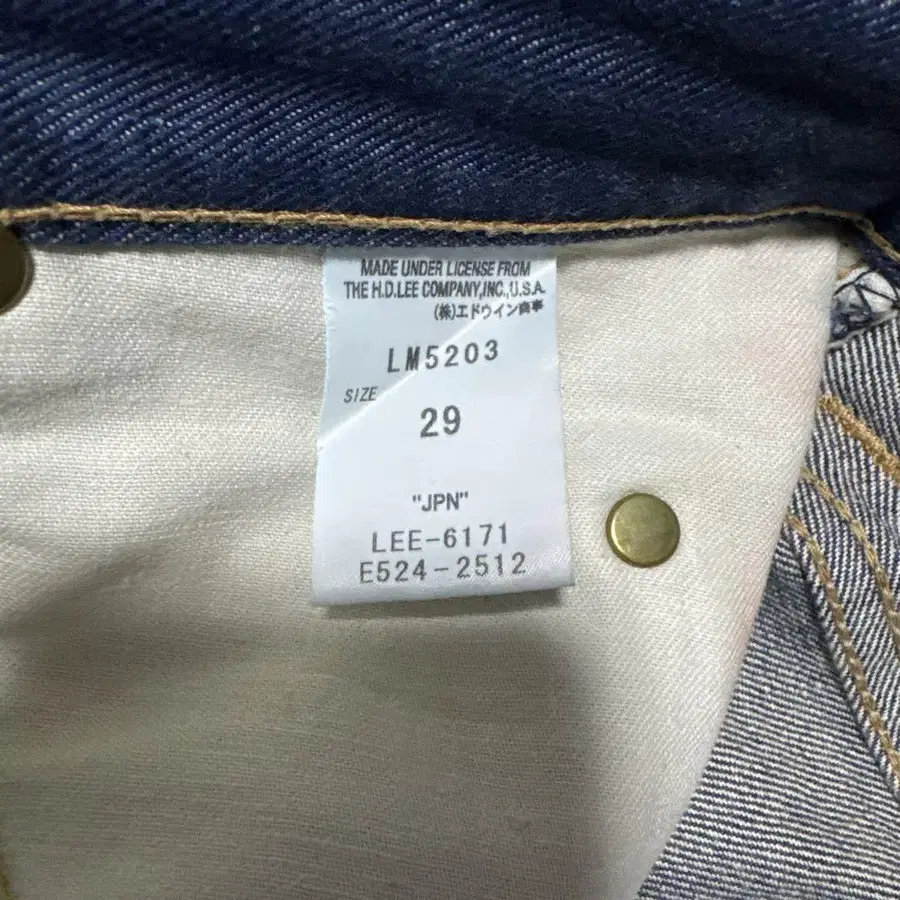 MADE UNDER LICENSE FROM
THE H.D.LEE COMPANY,INC.,U.S.A.
(株)エドウイン商事
LM5203
SIZE
29
"JPN"
LEE-6171
E524-2512